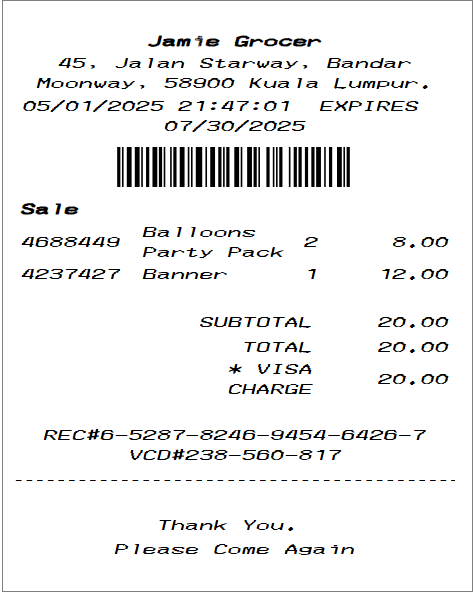 Jamie Grocer
45, Jalan Starway, Bandar
Moonway, 58900 Kuala Lumpur.
05/01/2025 21:47:01 EXPIRES
07/30/2025
Sale
4688449 Balloons Party Pack 2 8.00
4237427 Banner 1 12.00
SUBTOTAL 20.00
TOTAL 20.00
* VISA CHARGE 20.00
REC#6-5287-8246-9454-6426-7
VCD#238-560-817
Thank You.
Please Come Again